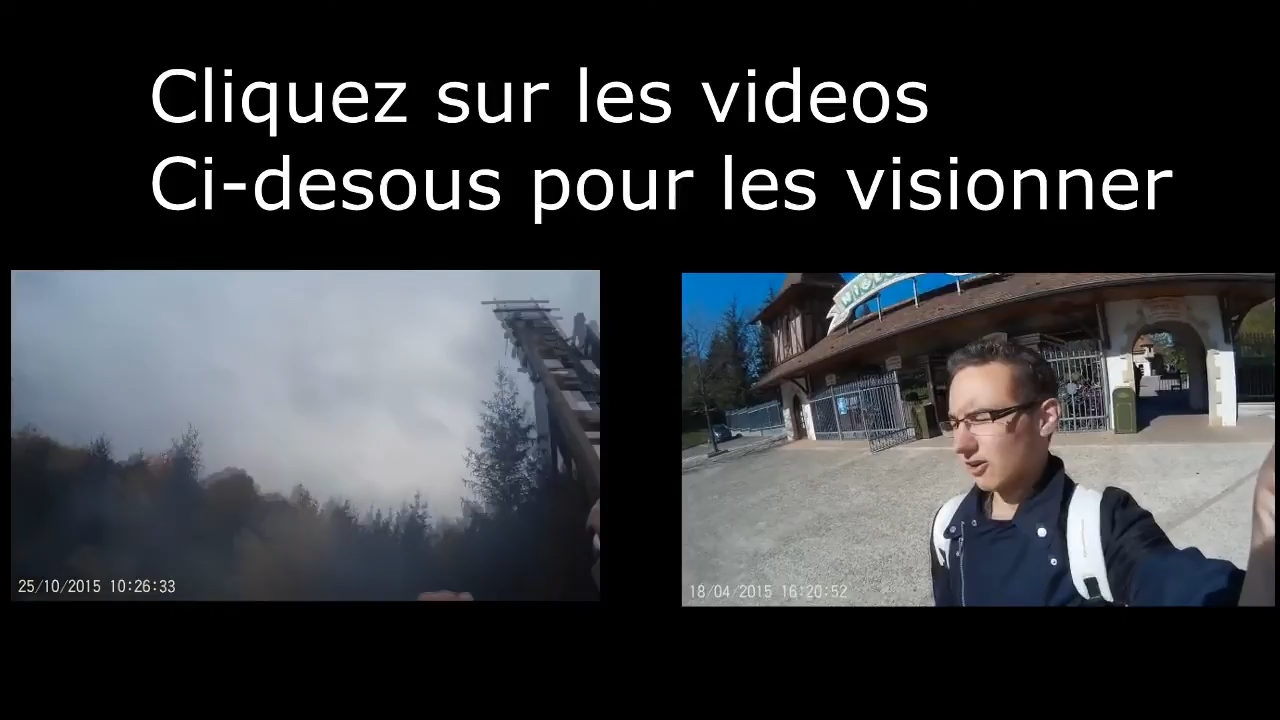 Cliquez sur les videos
Ci-desous pour les visionner
25/10/2015 10:26:33
18/04/2015 16:20:52